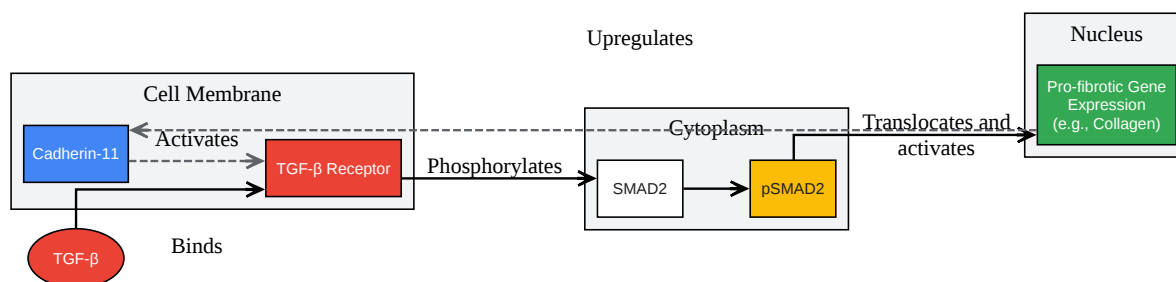 Upregulates
Nucleus
Pro-fibrotic Gene
Expression
(e.g., Collagen)
Cell Membrane
Cadherin-11
Activates
TGF-β Receptor
Phosphorylates
Cytoplasm
SMAD2
pSMAD2
Translocates and
activates
Binds
TGF-β